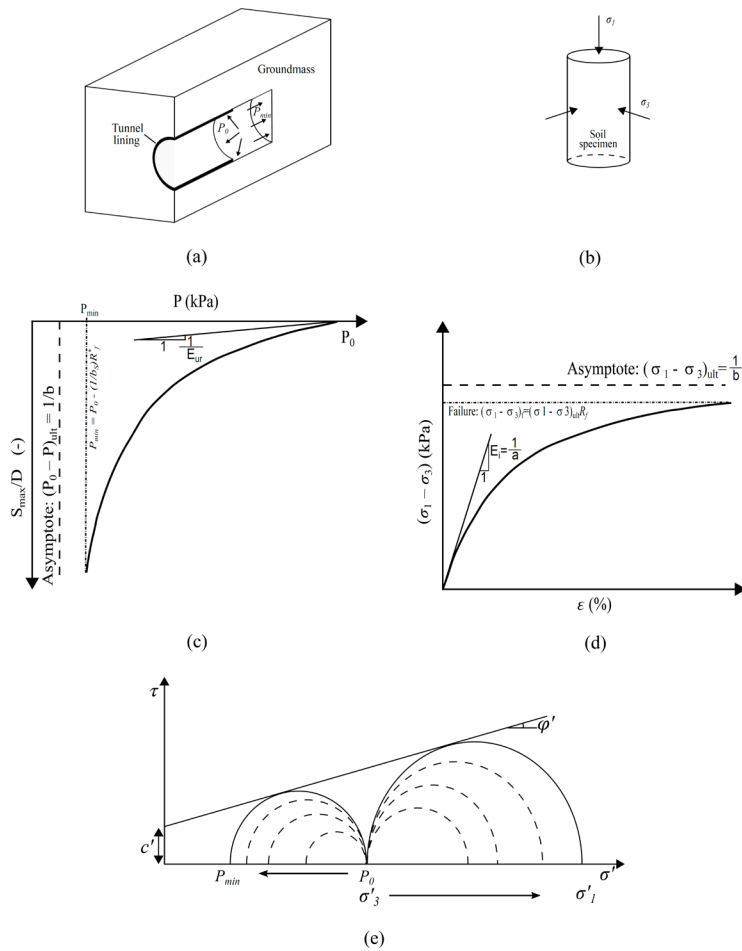 σ1
Groundmass
Tunnel
lining
P0
Pmin
σ3
Soil
specimen
(a)
(b)
Pmin
P (kPa)
P0
1
1
Eur
Smax/D (-)
Asymptote: (P0 – P)ult = 1/b
Pmin = P0 - (1/bs)R*f
(c)
Asymptote: (σ1 - σ3)ult=1/b
Failure: (σ1 - σ3)f=(σ1 - σ3)ultRf
Ei=1/a
1
(σ1 – σ3) (kPa)
ε (%)
(d)
τ
φ'
c'
Pmin
P0
σ'
σ'3
σ'1
(e)